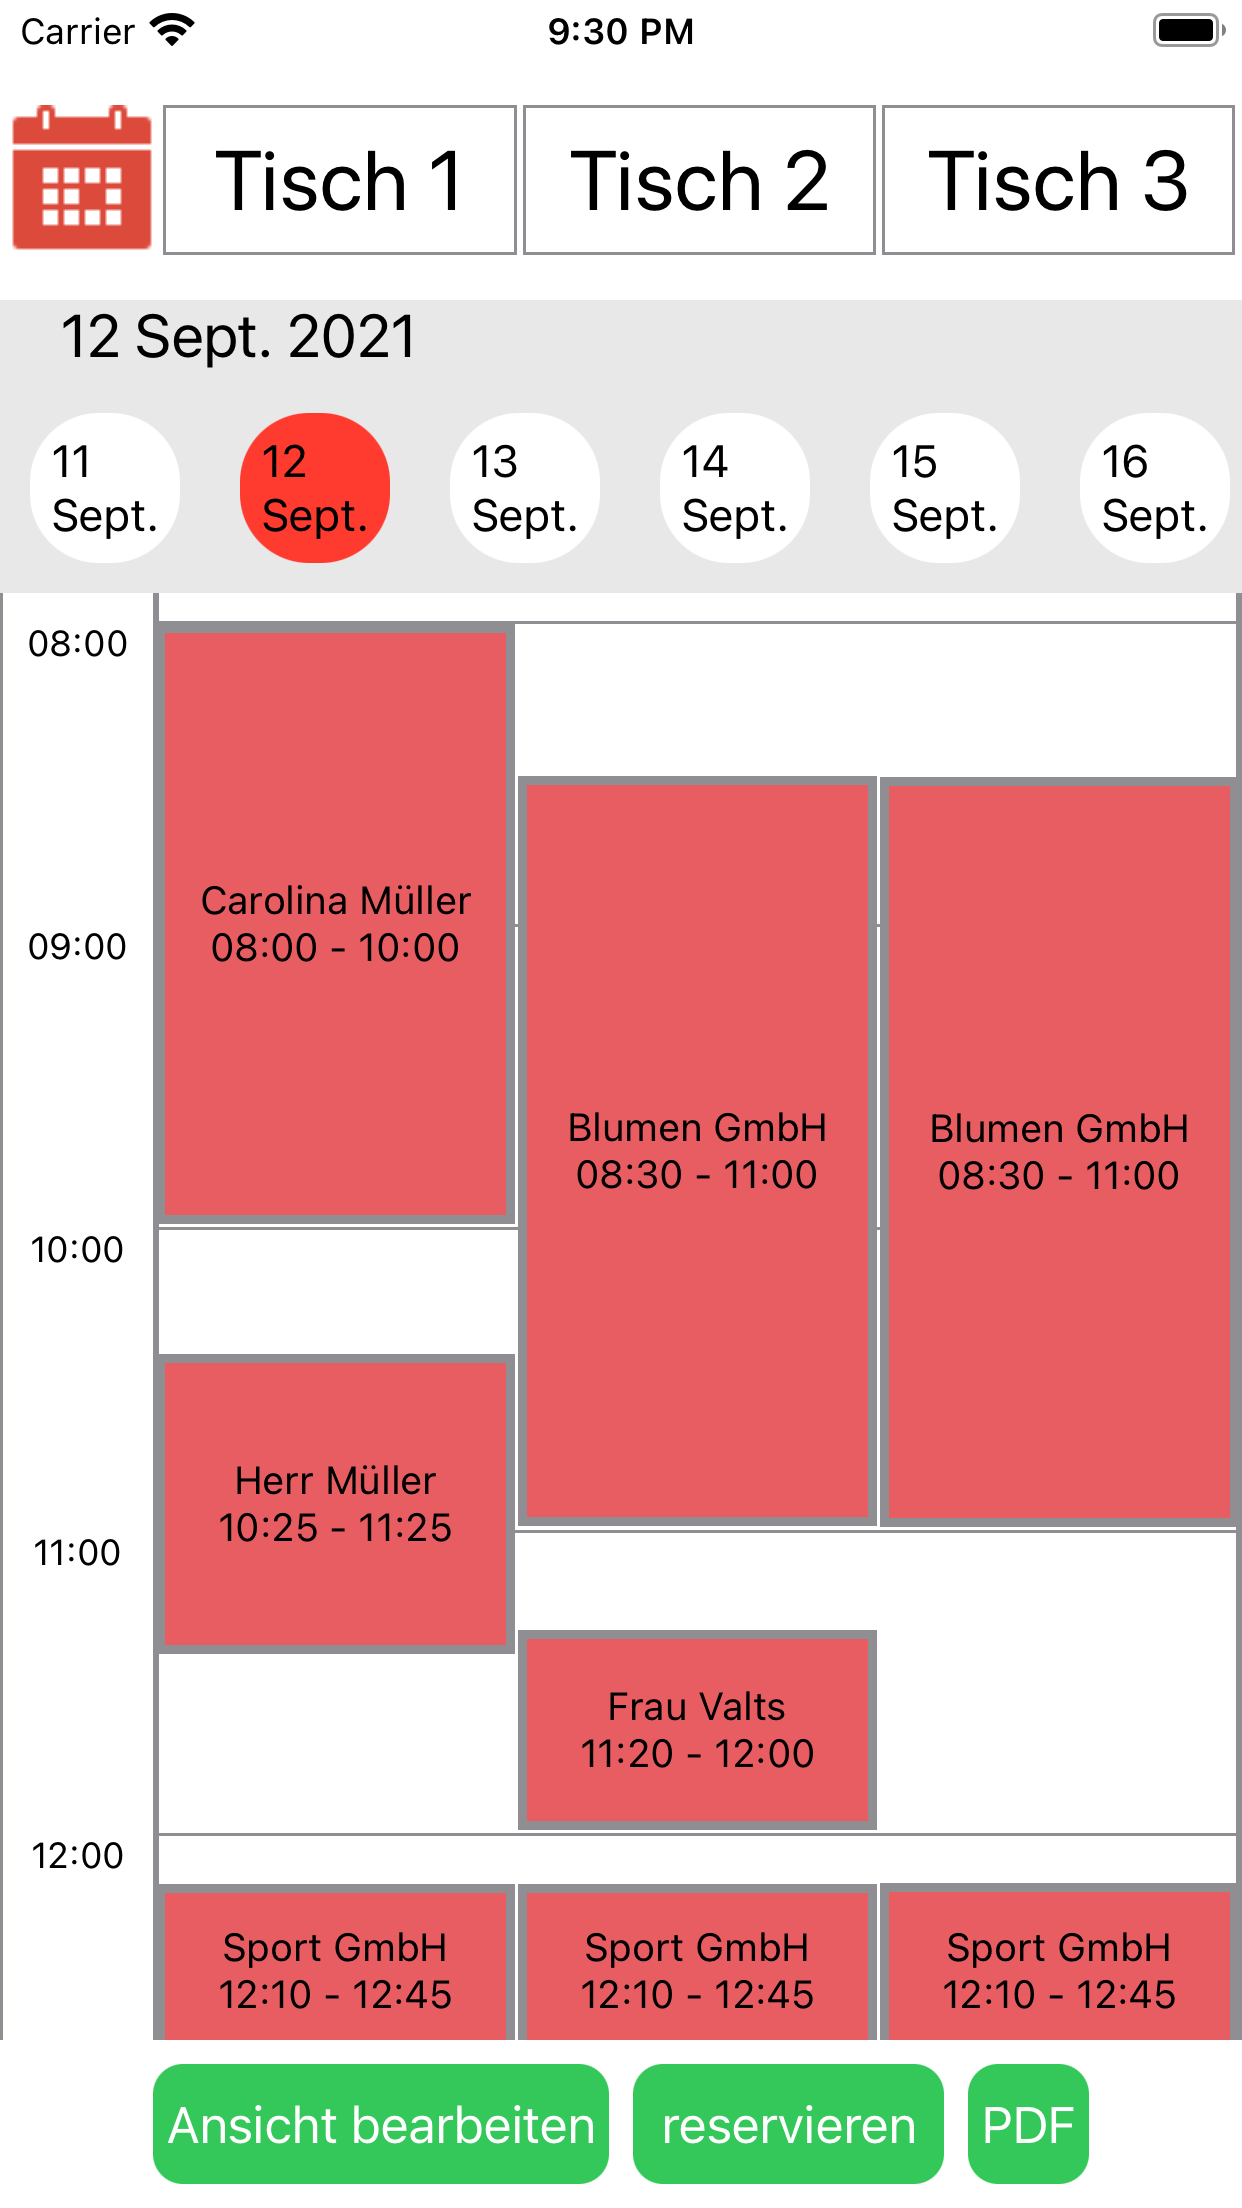 Carrier
9:30 PM
Tisch 1
Tisch 2
Tisch 3
12 Sept. 2021
11
Sept.
12
Sept.
13
Sept.
14
Sept.
15
Sept.
16
Sept.
08:00
Carolina Müller
08:00 - 10:00
09:00
Blumen GmbH
08:30 - 11:00
Blumen GmbH
08:30 - 11:00
10:00
Herr Müller
10:25 - 11:25
11:00
Frau Valts
11:20 - 12:00
12:00
Sport GmbH
12:10 - 12:45
Sport GmbH
12:10 - 12:45
Sport GmbH
12:10 - 12:45
Ansicht bearbeiten
reservieren
PDF